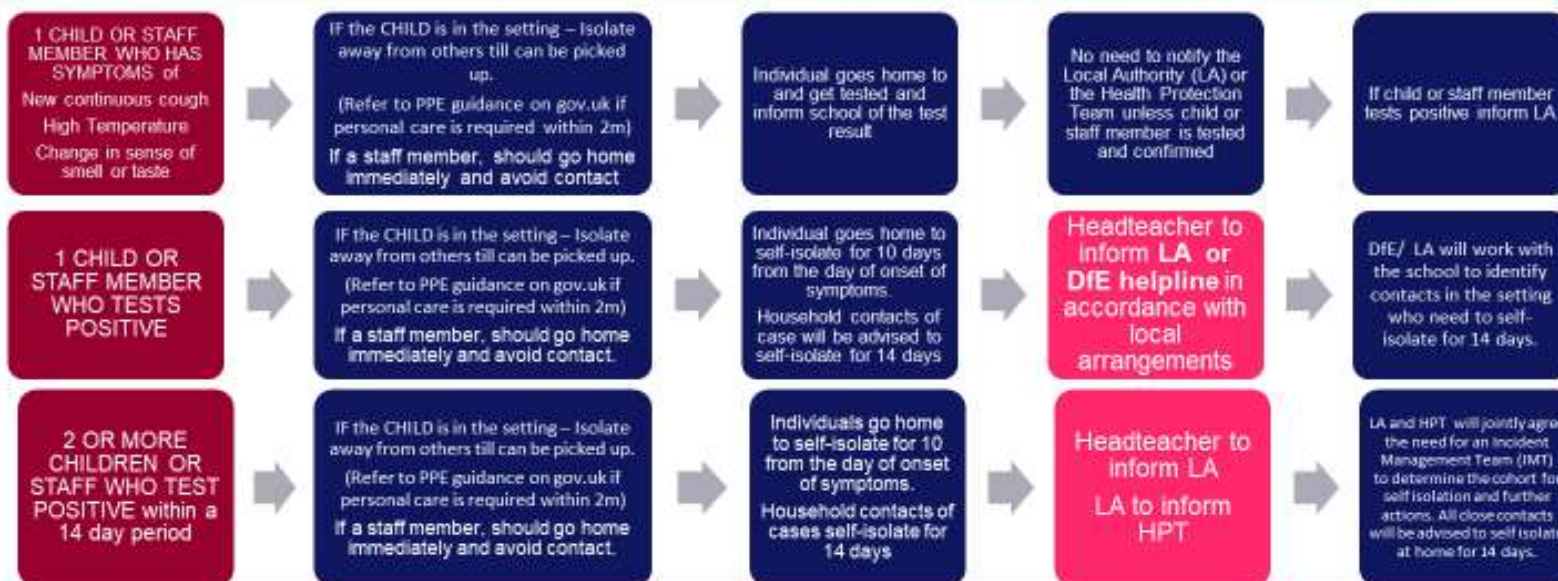 1 CHILD OR STAFF
MEMBER WHO HAS
SYMPTOMS of
New continuous cough
High Temperature
Change in sense of
smell or taste
IF the CHILD is in the setting – Isolate
away from others till can be picked
up.
(Refer to PPE guidance on gov.uk if
personal care is required within 2m)
If a staff member, should go home
immediately and avoid contact
Individual goes home to
and get tested and
inform school of the test
result
No need to notify the
Local Authority (LA) or
the Health Protection
Team unless child or
staff member is tested
and confirmed
If child or staff member
tests positive inform LA
1 CHILD OR
STAFF MEMBER
WHO TESTS
POSITIVE
IF the CHILD is in the setting – Isolate
away from others till can be picked up.
(Refer to PPE guidance on gov.uk if
personal care is required within 2m)
If a staff member, should go home
immediately and avoid contact.
Individual goes home to
self-isolate for 10 days
from the day of onset of
symptoms.
Household contacts of
case will be advised to
self-isolate for 14 days
Headteacher to
inform LA or
DfE helpline in
accordance with
local
arrangements
DfE/ LA will work with
the school to identify
contacts in the setting
who need to self-
isolate for 14 days.
2 OR MORE
CHILDREN OR
STAFF WHO TEST
POSITIVE within a
14 day period
IF the CHILD is in the setting – Isolate
away from others till can be picked up.
(Refer to PPE guidance on gov.uk if
personal care is required within 2m)
If a staff member, should go home
immediately and avoid contact.
Individuals go home
to self-isolate for 10
from the day of onset
of symptoms.
Household contacts of
cases self-isolate for
14 days
Headteacher to
inform LA
LA to inform
HPT
LA and HPT will jointly agree
the need for an Incident
Management Team (IMT)
to determine the cohort for
self isolation and further
actions. All close contacts
will be advised to self isolate
at home for 14 days.